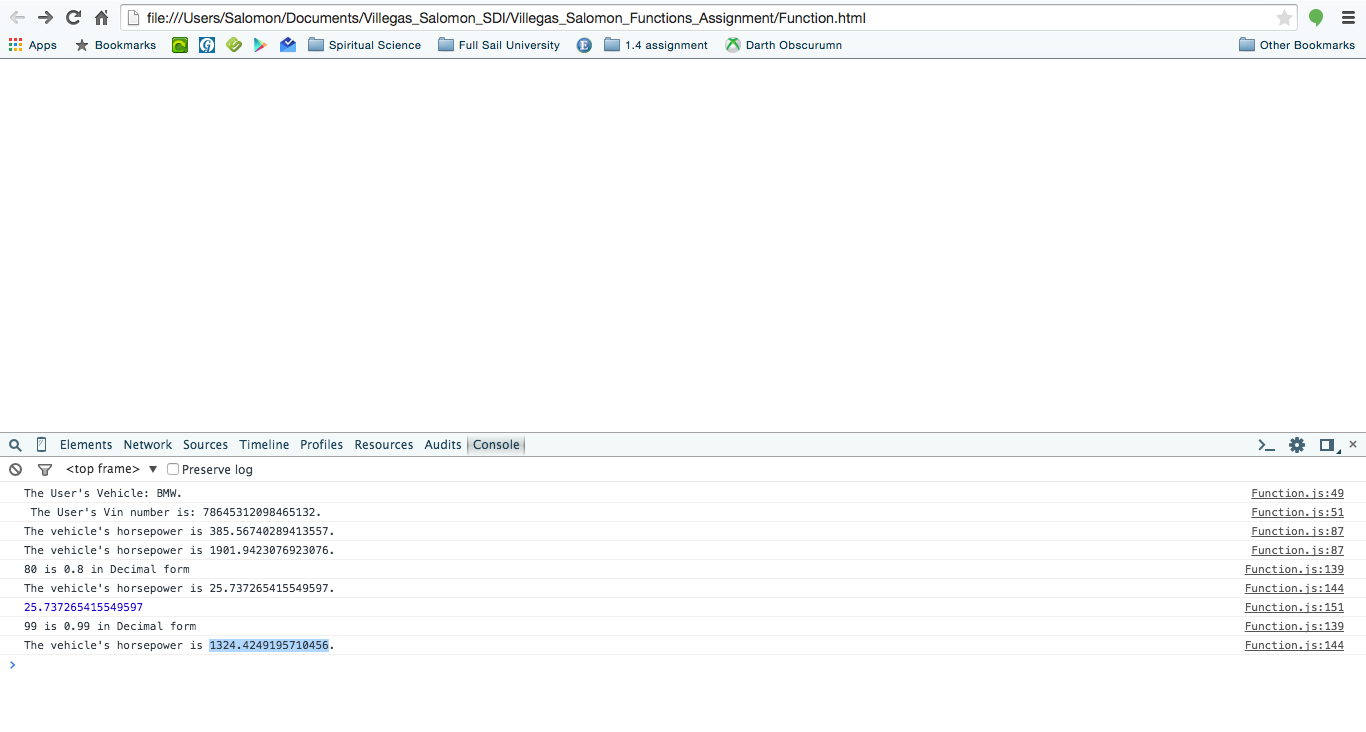 file:///Users/Salomon/Documents/Villegas_Salomon_SDI/Villegas_Salomon_Functions_Assignment/Function.html
Apps Bookmarks Spiritual Science Full Sail University 1.4 assignment Darth Obscurumn Other Bookmarks
Elements Network Sources Timeline Profiles Resources Audits Console
<top frame> Preserve log
The User's Vehicle: BMW. Function.js:49
The User's Vin number is: 78645312098465132. Function.js:51
The vehicle's horsepower is 385.56740289413557. Function.js:87
The vehicle's horsepower is 1901.9423076923076. Function.js:87
80 is 0.8 in Decimal form Function.js:139
The vehicle's horsepower is 25.737265415549597. Function.js:144
25.737265415549597 Function.js:151
99 is 0.99 in Decimal form Function.js:139
The vehicle's horsepower is 1324.4249195710456. Function.js:144